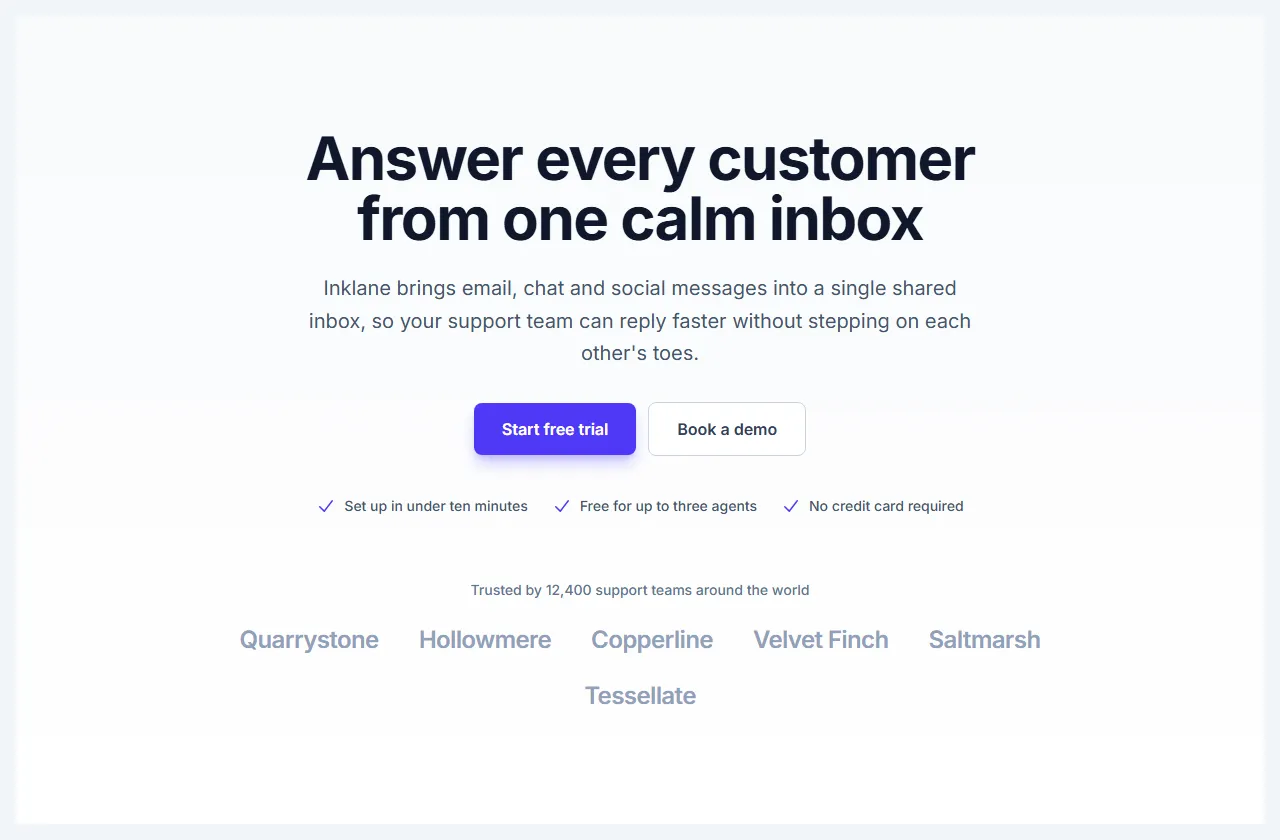 Answer every customer
from one calm inbox
Inklane brings email, chat and social messages into a single shared
inbox, so your support team can reply faster without stepping on each
other's toes.
Start free trial
Book a demo
Set up in under ten minutes
Free for up to three agents
No credit card required
Trusted by 12,400 support teams around the world
Quarrystone
Hollowmere
Copperline
Velvet Finch
Saltmarsh
Tessellate